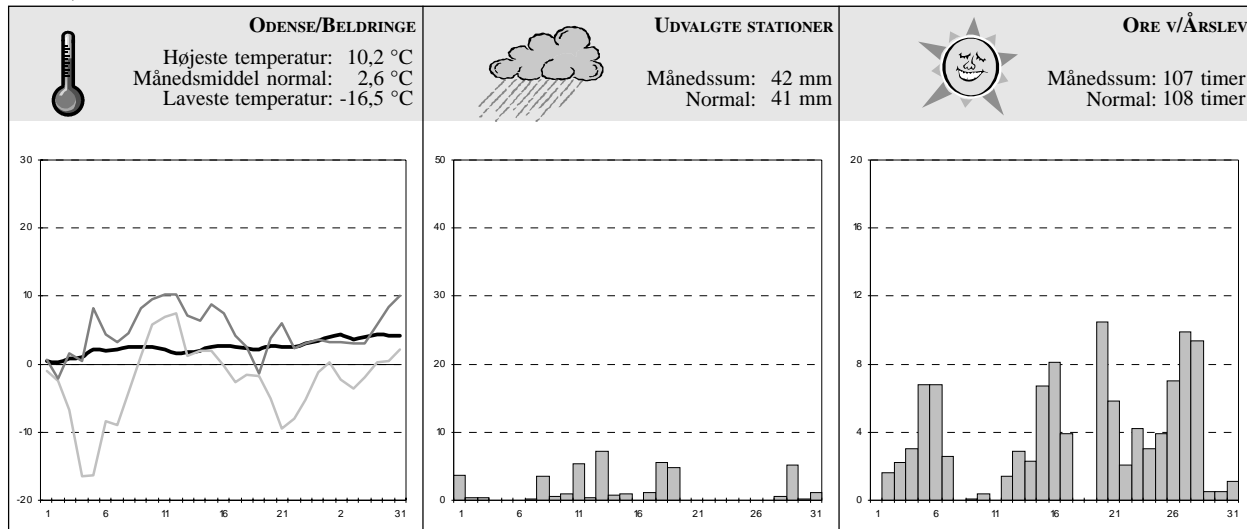 ODENSE/BELDRINGE
Højeste temperatur: 10,2 °C
Månedsmiddel normal: 2,6 °C
Laveste temperatur: -16,5 °C
30
20
10
0
-10
-20
1 6 11 16 21 2 31
UDVALGTE STATIONER
Månedssum: 42 mm
Normal: 41 mm
50
40
30
20
10
0
1 6 11 16 21 26 31
ORE V/ÅRSLEV
Månedssum: 107 timer
Normal: 108 timer
20
16
12
8
4
0
1 6 11 16 21 26 31